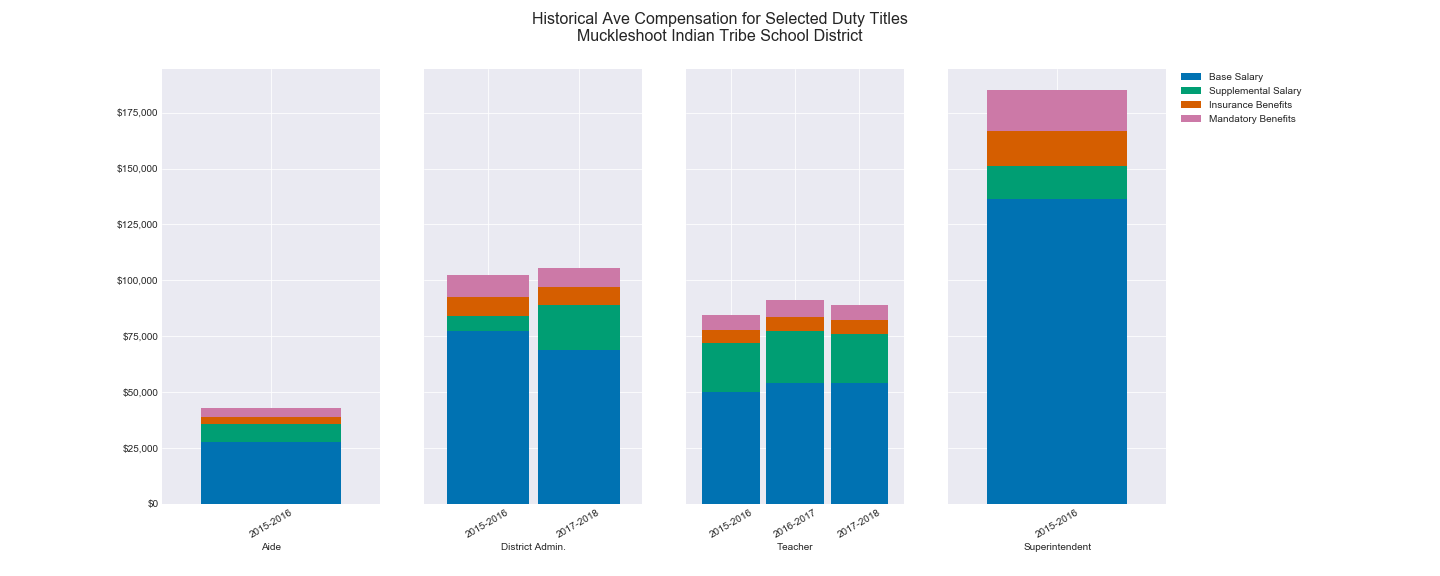 Historical Ave Compensation for Selected Duty Titles
Muckleshoot Indian Tribe School District
Base Salary
Supplemental Salary
Insurance Benefits
Mandatory Benefits
$175,000
$150,000
$125,000
$100,000
$75,000
$50,000
$25,000
$0
2015-2016
2015-2016
2017-2018
2015-2016
2016-2017
2017-2018
2015-2016
Aide
District Admin.
Teacher
Superintendent